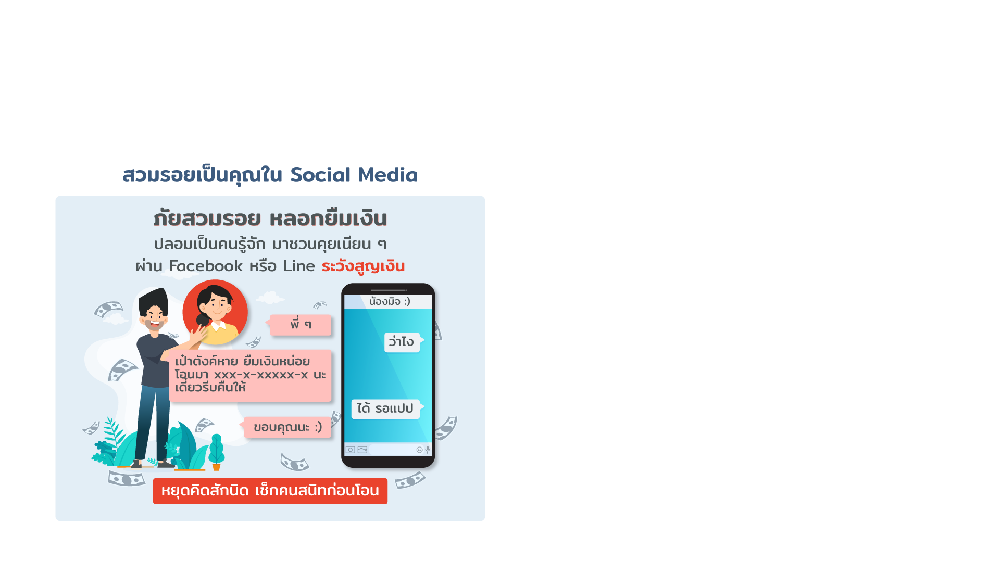 สวมรอยเป็นคุณใน Social Media
ภัยสวมรอย หลอกยืมเงิน
ปลอมเป็นคนรู้จัก มาชวนคุยเนียน ๆ
ผ่าน Facebook หรือ Line ระวังสูญเงิน
น้องมิจ :)
พี่ ๆ
ว่าไง
เป๋าตังค์หาย ยืมเงินหน่อย
โอนมา xxx-x-xxxxx-x นะ
เดี๋ยวรีบคืนให้
ได้ รอแปป
ขอบคุณนะ :)
หยุดคิดสักนิด เช็กคนสนิทก่อนโอน